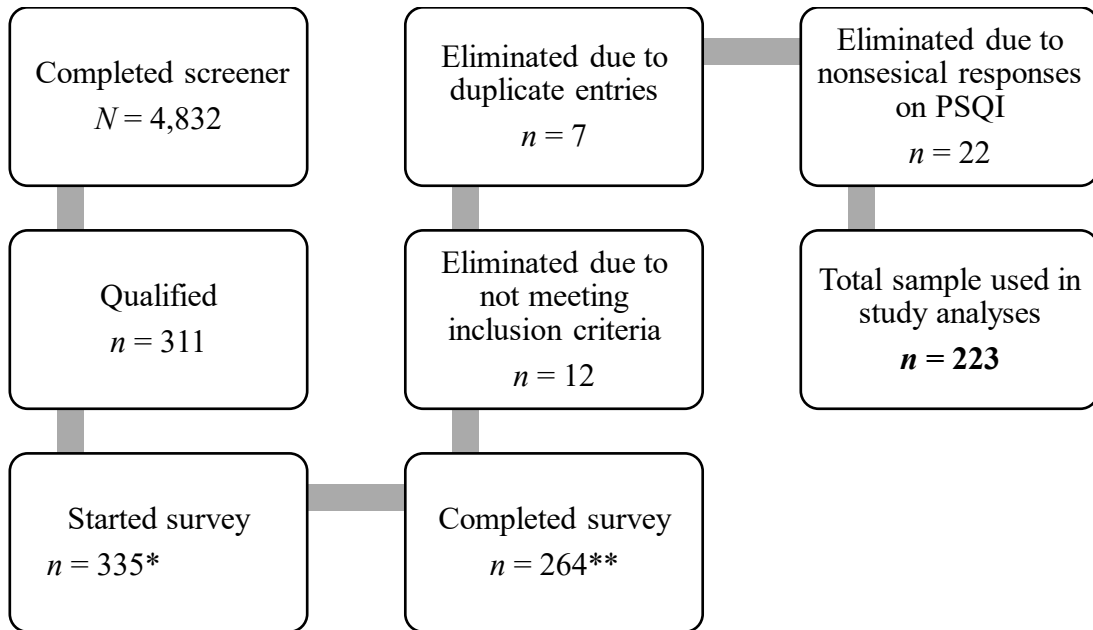 Completed screener
N = 4,832
Qualified
n = 311
Started survey
n = 335*
Completed survey
n = 264**
Eliminated due to
not meeting
inclusion criteria
n = 12
Eliminated due to
duplicate entries
n = 7
Eliminated due to
nonsesical responses
on PSQI
n = 22
Total sample used in
study analyses
n = 223